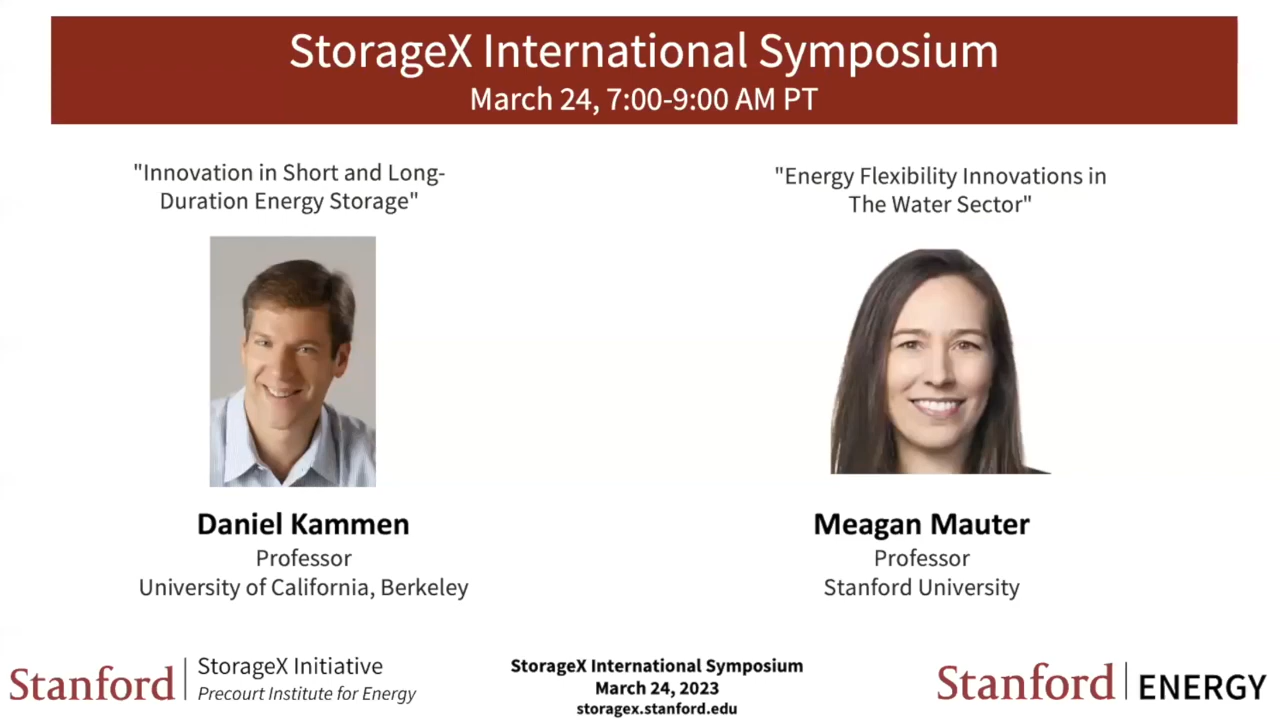 StorageX International Symposium
March 24, 7:00-9:00 AM PT
"Innovation in Short and Long-
Duration Energy Storage"
"Energy Flexibility Innovations in
The Water Sector"
Daniel Kammen
Professor
University of California, Berkeley
Meagan Mauter
Professor
Stanford University
Stanford
StorageX Initiative
Precourt Institute for Energy
StorageX International Symposium
March 24, 2023
storagex.stanford.edu
Stanford ENERGY